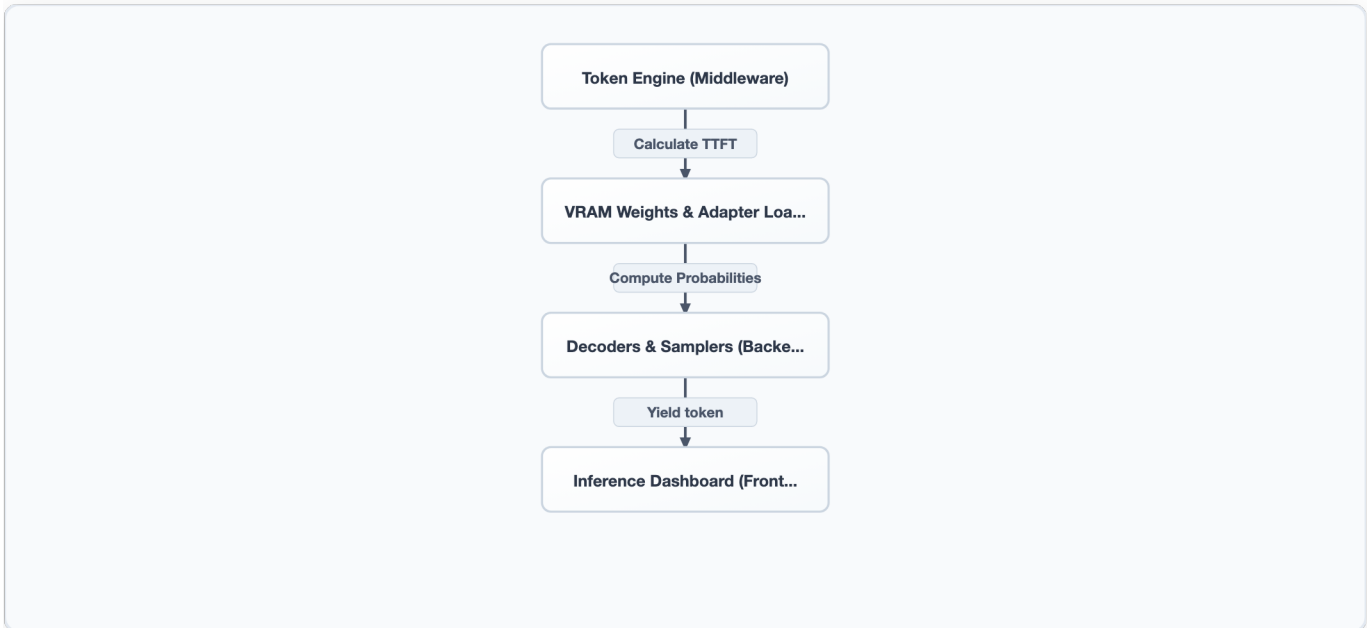 Token Engine (Middleware)
Calculate TTFT
VRAM Weights & Adapter Loa...
Compute Probabilities
Decoders & Samplers (Backe...
Yield token
Inference Dashboard (Front...